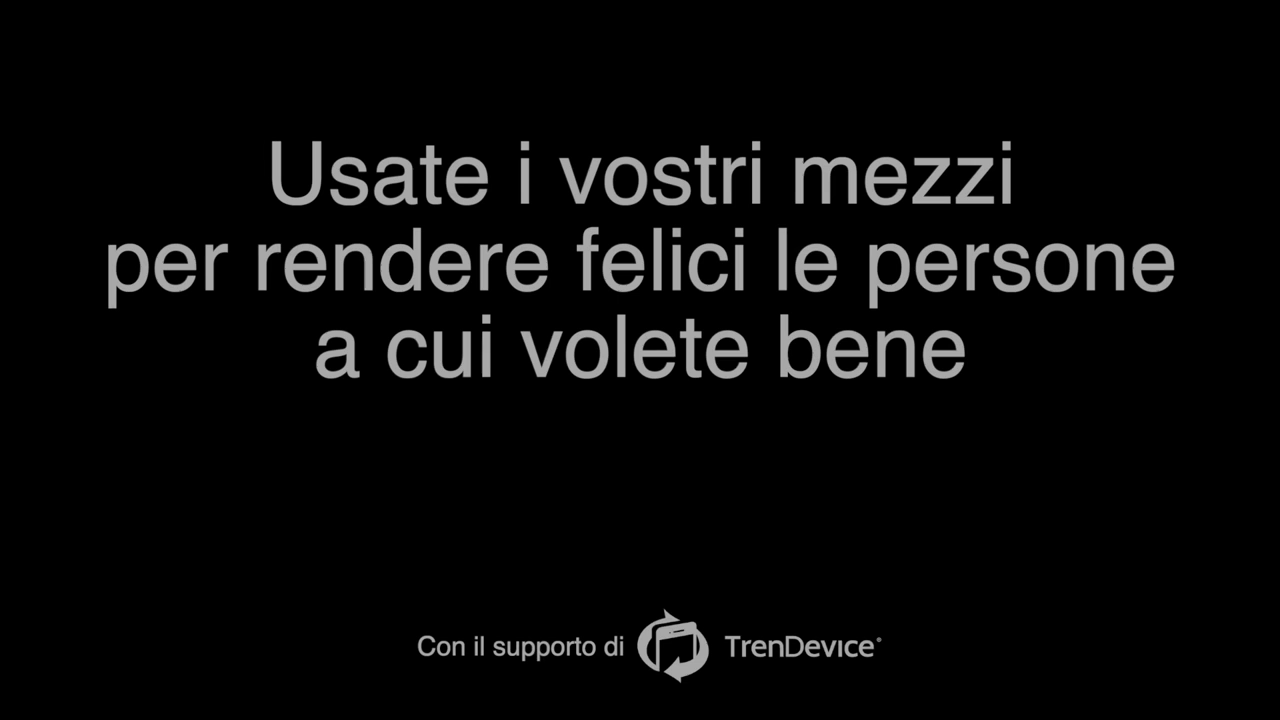 Usate i vostri mezzi
per rendere felici le persone
a cui volete bene
Con il supporto di TrenDevice®